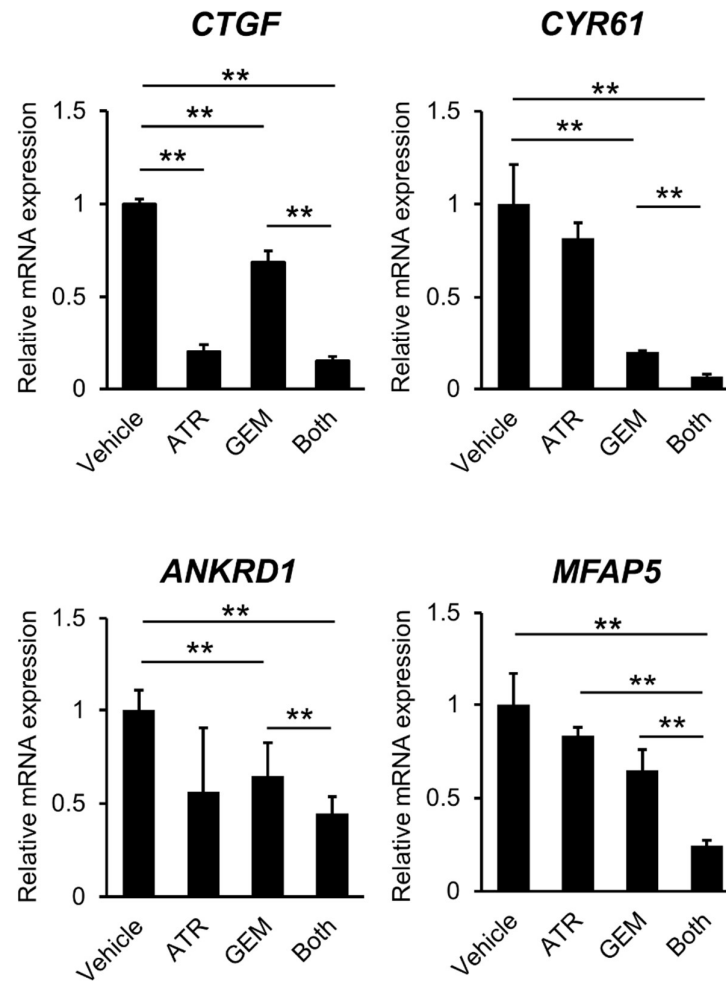 CTGF
Relative mRNA expression
1.5
1
0.5
0
**
**
**
**
Vehicle
ATR
GEM
Both
CYR61
Relative mRNA expression
1.5
1
0.5
0
**
**
**
Vehicle
ATR
GEM
Both
ANKRD1
Relative mRNA expression
1.5
1
0.5
0
**
**
**
Vehicle
ATR
GEM
Both
MFAP5
Relative mRNA expression
1.5
1
0.5
0
**
**
**
Vehicle
ATR
GEM
Both